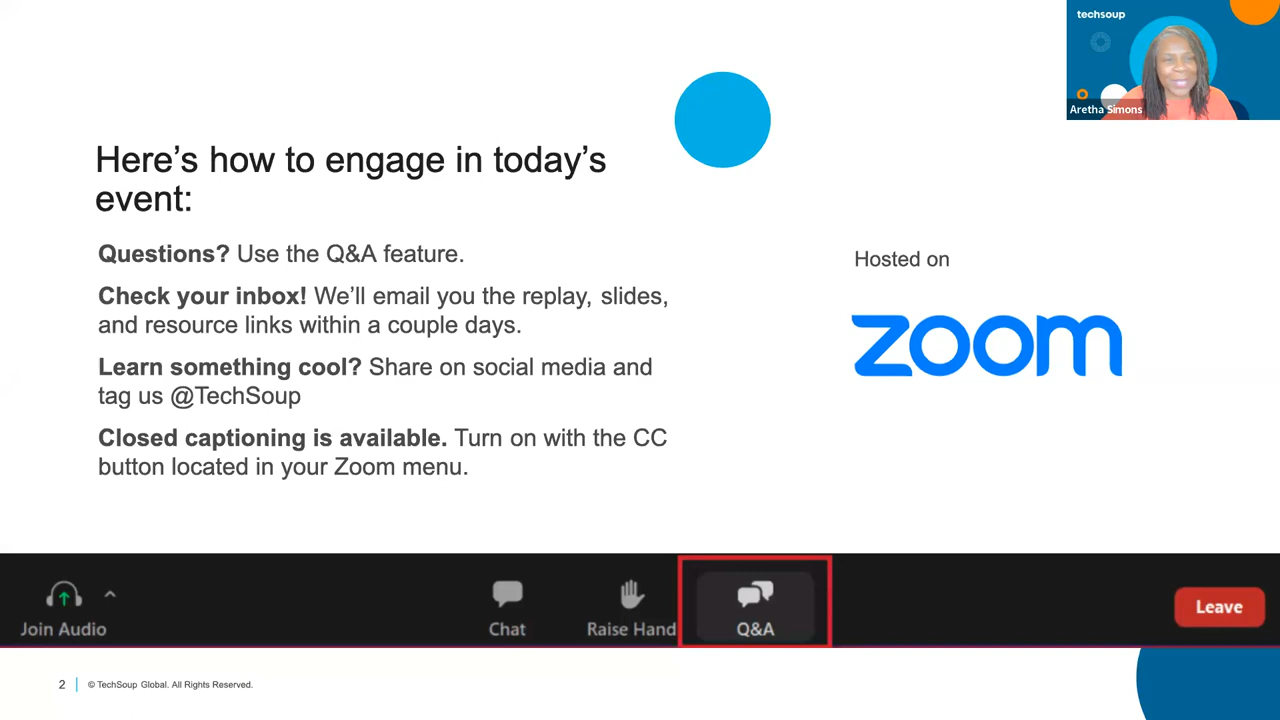 techsoup
Aretha Simons
Here’s how to engage in today’s
event:
Questions? Use the Q&A feature.
Check your inbox! We’ll email you the replay, slides,
and resource links within a couple days.
Learn something cool? Share on social media and
tag us @TechSoup
Closed captioning is available. Turn on with the CC
button located in your Zoom menu.
Hosted on
zoom
Join Audio
Chat
Raise Hand
Q&A
Leave
2
© TechSoup Global. All Rights Reserved.